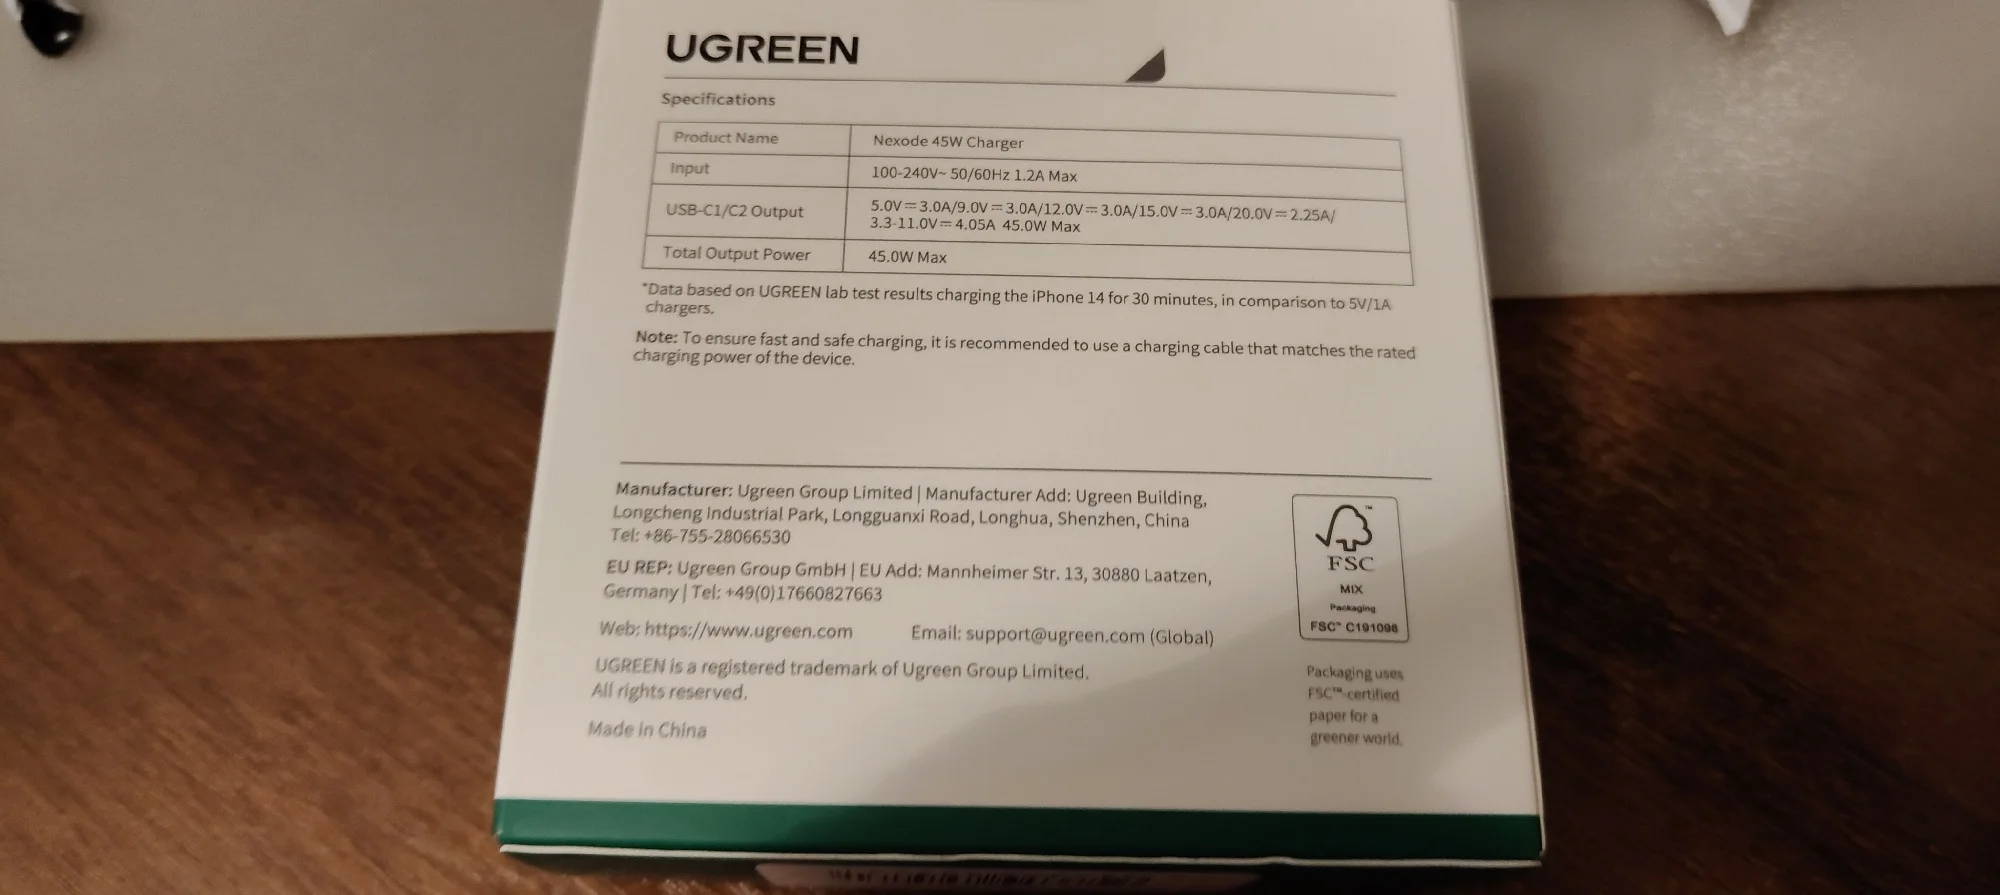 UGREEN
Specifications
Product Name Nexode 45W Charger
Input 100-240V~ 50/60Hz 1.2A Max
USB-C1/C2 Output 5.0V⎓3.0A/9.0V⎓3.0A/12.0V⎓3.0A/15.0V⎓3.0A/20.0V⎓2.25A/
3.3-11.0V⎓4.05A 45.0W Max
Total Output Power 45.0W Max
*Data based on UGREEN lab test results charging the iPhone 14 for 30 minutes, in comparison to 5V/1A
chargers.
Note: To ensure fast and safe charging, it is recommended to use a charging cable that matches the rated
charging power of the device.
Manufacturer: Ugreen Group Limited | Manufacturer Add: Ugreen Building,
Longcheng Industrial Park, Longguanxi Road, Longhua, Shenzhen, China
Tel: +86-755-28066530
EU REP: Ugreen Group GmbH | EU Add: Mannheimer Str. 13, 30880 Laatzen,
Germany | Tel: +49(0)17660827663
Web: https://www.ugreen.com Email: support@ugreen.com (Global)
UGREEN is a registered trademark of Ugreen Group Limited.
All rights reserved.
Made in China
™
FSC
MIX
Packaging
FSC™ C191098
Packaging uses
FSC™-certified
paper for a
greener world.